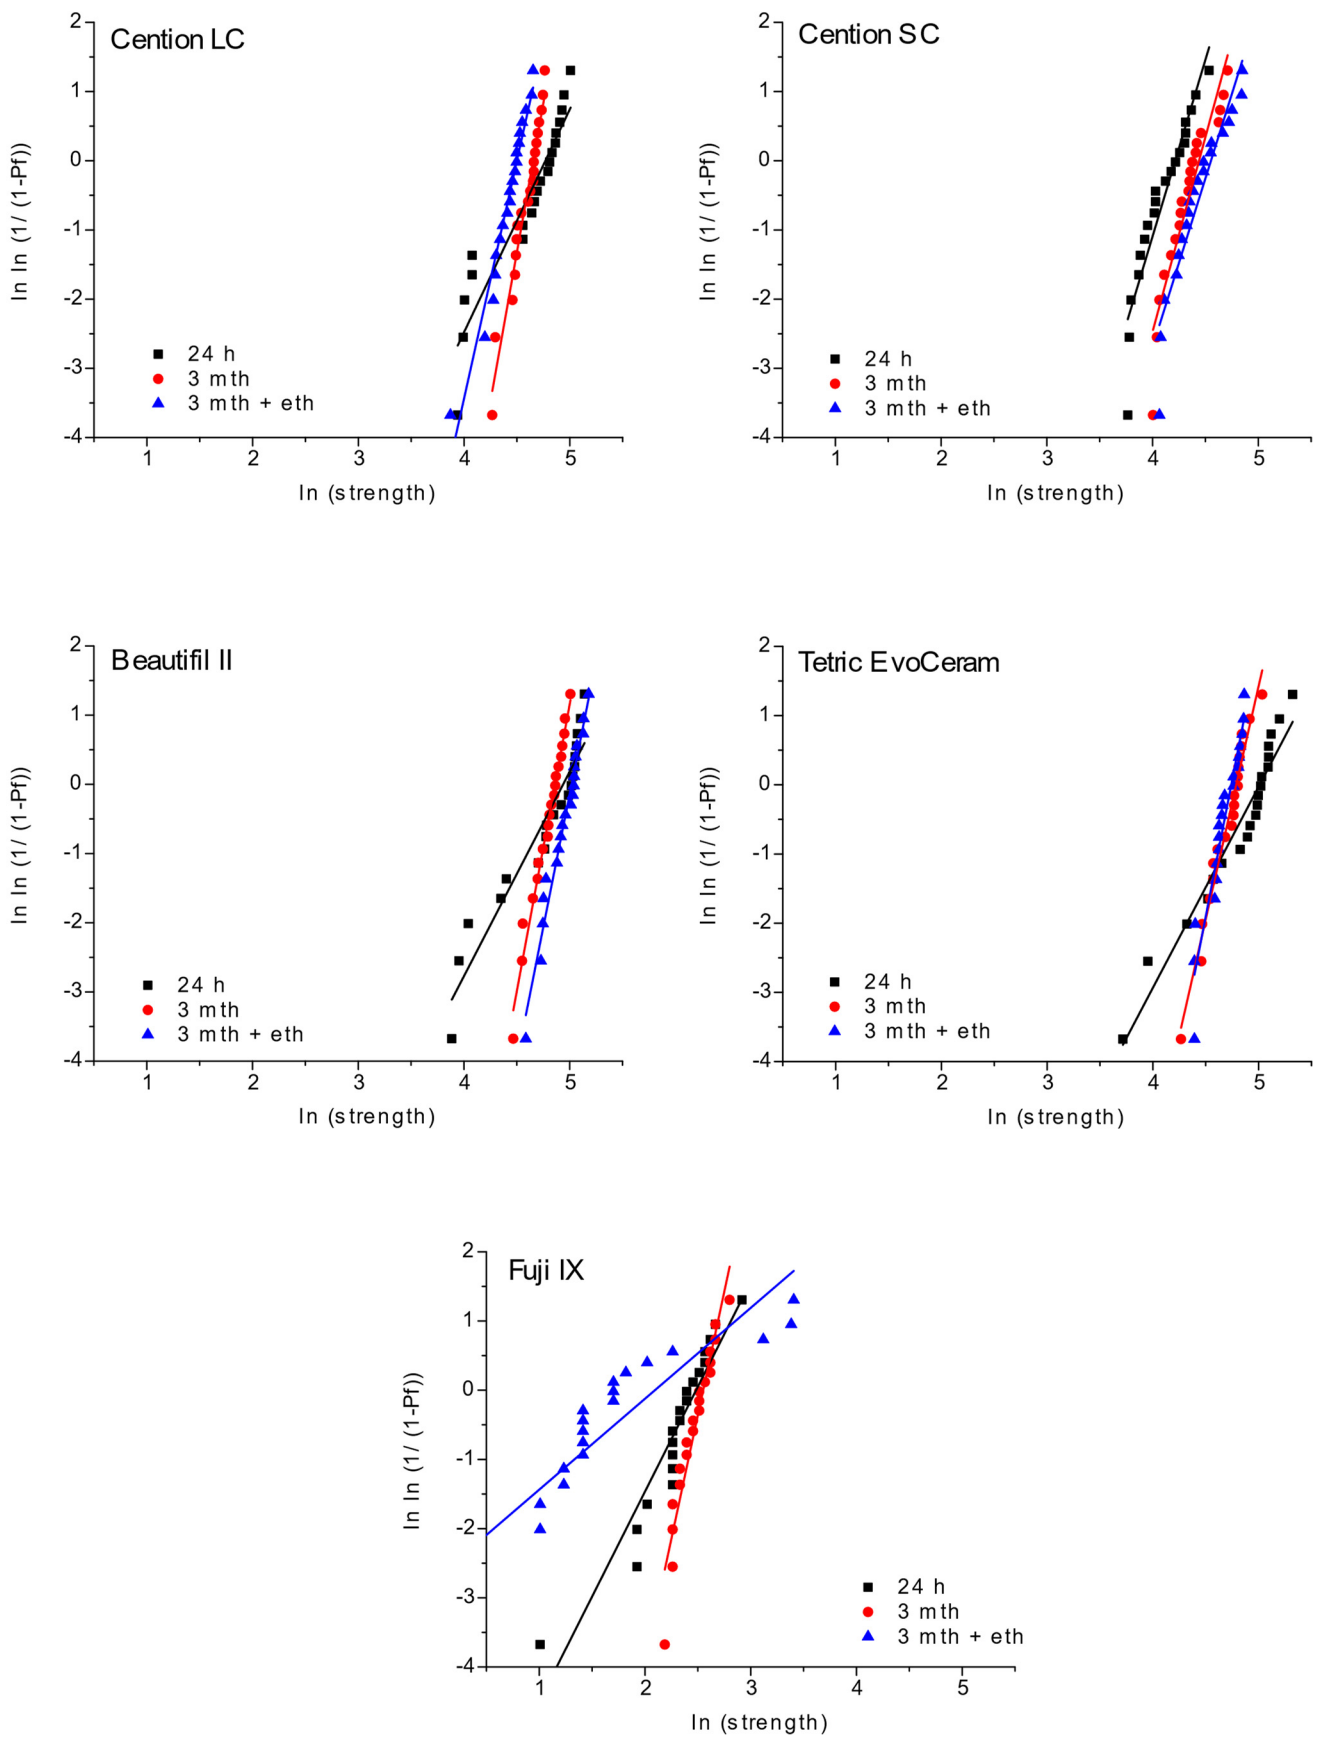 Cention LC
2
1
0
-1
-2
-3
-4
ln ln (1/ (1-Pf))
24 h
3 mth
3 mth + eth
1 2 3 4 5
ln (strength)
Cention SC
2
1
0
-1
-2
-3
-4
ln ln (1/ (1-Pf))
24 h
3 mth
3 mth + eth
1 2 3 4 5
ln (strength)
Beautifil II
2
1
0
-1
-2
-3
-4
ln ln (1/ (1-Pf))
24 h
3 mth
3 mth + eth
1 2 3 4 5
ln (strength)
Tetric EvoCeram
2
1
0
-1
-2
-3
-4
ln ln (1/ (1-Pf))
24 h
3 mth
3 mth + eth
1 2 3 4 5
ln (strength)
Fuji IX
2
1
0
-1
-2
-3
-4
ln ln (1/ (1-Pf))
24 h
3 mth
3 mth + eth
1 2 3 4 5
ln (strength)